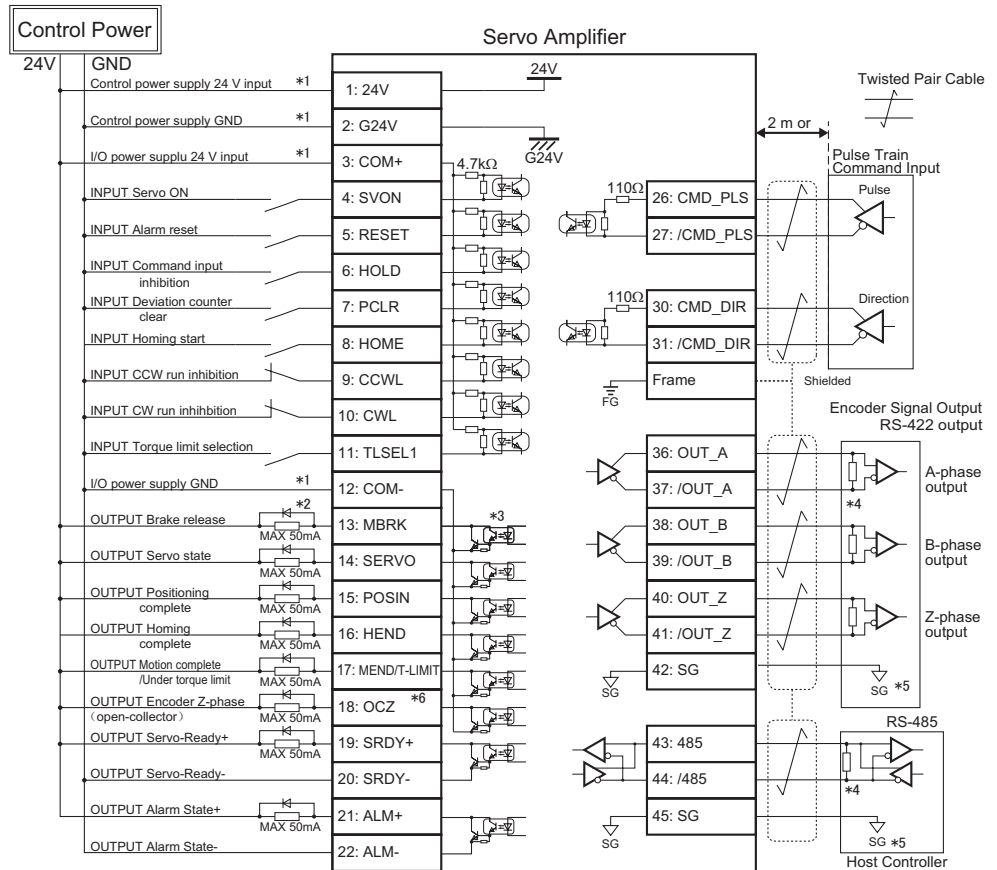 Control Power
24V
GND
Servo Amplifier
Control power supply 24 V input *1
1: 24V
24V
Control power supply GND *1
2: G24V
G24V
I/O power supplu 24 V input *1
3: COM+
4.7kΩ
INPUT Servo ON
4: SVON
INPUT Alarm reset
5: RESET
INPUT Command input
inhibition
6: HOLD
INPUT Deviation counter
clear
7: PCLR
INPUT Homing start
8: HOME
INPUT CCW run inhibition
9: CCWL
INPUT CW run inhihbition
10: CWL
INPUT Torque limit selection
11: TLSEL1
I/O power supply GND *1
12: COM-
*2
OUTPUT Brake release
MAX 50mA
13: MBRK
*3
OUTPUT Servo state
MAX 50mA
14: SERVO
OUTPUT Positioning
complete
MAX 50mA
15: POSIN
OUTPUT Homing
complete
MAX 50mA
16: HEND
OUTPUT Motion complete
/Under torque limit
MAX 50mA
17: MEND/T-LIMIT
OUTPUT Encoder Z-phase
(open-collector)
MAX 50mA
18: OCZ *6
OUTPUT Servo-Ready+
MAX 50mA
19: SRDY+
OUTPUT Servo-Ready-
20: SRDY-
OUTPUT Alarm State+
MAX 50mA
21: ALM+
OUTPUT Alarm State-
22: ALM-
Twisted Pair Cable
2 m or
Pulse Train
Command Input
110Ω
26: CMD_PLS
Pulse
27: /CMD_PLS
110Ω
30: CMD_DIR
Direction
31: /CMD_DIR
FG
Frame
Shielded
Encoder Signal Output
RS-422 output
36: OUT_A
37: /OUT_A
*4
A-phase
output
38: OUT_B
39: /OUT_B
B-phase
output
40: OUT_Z
41: /OUT_Z
Z-phase
output
42: SG
SG
SG *5
RS-485
43: 485
44: /485
*4
45: SG
SG
SG *5
Host Controller